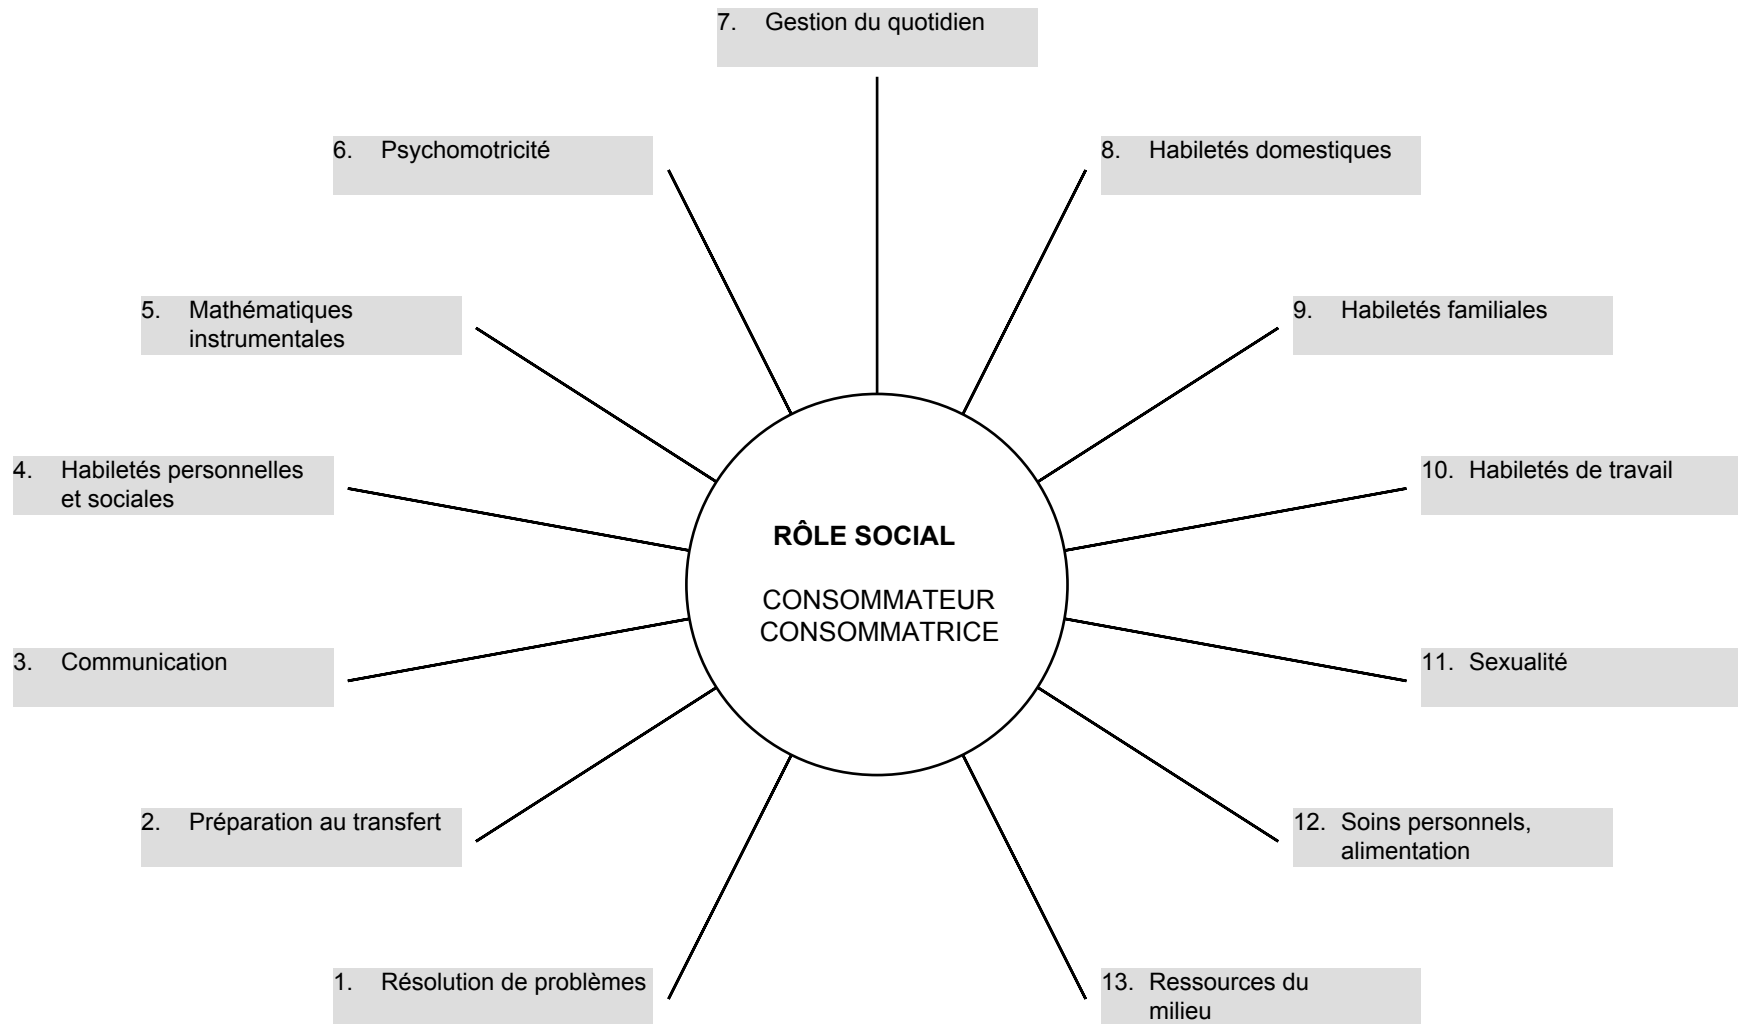 7. Gestion du quotidien
6. Psychomotricité
8. Habiletés domestiques
5. Mathématiques
instrumentales
9. Habiletés familiales
4. Habiletés personnelles
et sociales
10. Habiletés de travail
RÔLE SOCIAL
CONSOMMATEUR
CONSOMMATRICE
3. Communication
11. Sexualité
2. Préparation au transfert
12. Soins personnels,
alimentation
1. Résolution de problèmes
13. Ressources du
milieu